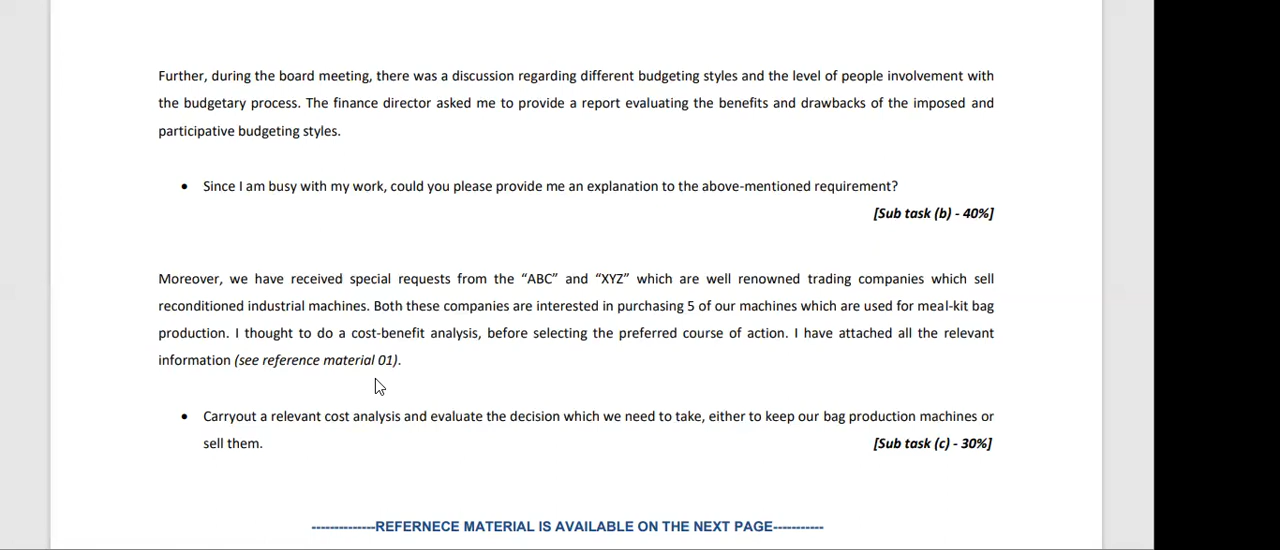 Further, during the board meeting, there was a discussion regarding different budgeting styles and the level of people involvement with
the budgetary process. The finance director asked me to provide a report evaluating the benefits and drawbacks of the imposed and
participative budgeting styles.
• Since I am busy with my work, could you please provide me an explanation to the above-mentioned requirement?
[Sub task (b) - 40%]
Moreover, we have received special requests from the “ABC” and “XYZ” which are well renowned trading companies which sell
reconditioned industrial machines. Both these companies are interested in purchasing 5 of our machines which are used for meal-kit bag
production. I thought to do a cost-benefit analysis, before selecting the preferred course of action. I have attached all the relevant
information (see reference material 01).
• Carryout a relevant cost analysis and evaluate the decision which we need to take, either to keep our bag production machines or
sell them. [Sub task (c) - 30%]
--------------REFERNECE MATERIAL IS AVAILABLE ON THE NEXT PAGE-----------